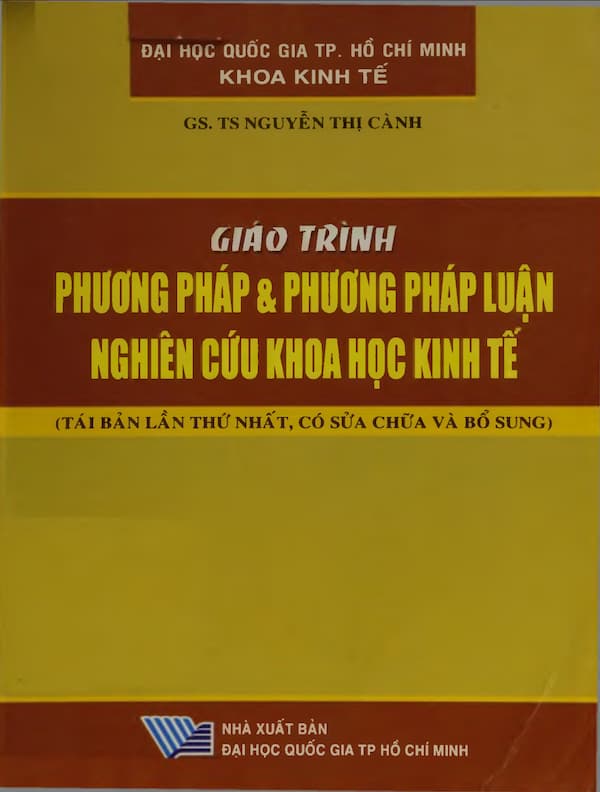 ĐẠI HỌC QUỐC GIA TP. HỒ CHÍ MINH
KHOA KINH TẾ
GS. TS NGUYỄN THỊ CÀNH
GIÁO TRÌNH
PHƯƠNG PHÁP & PHƯƠNG PHÁP LUẬN
NGHIÊN CỨU KHOA HỌC KINH TẾ
(TÁI BẢN LẦN THỨ NHẤT, CÓ SỬA CHỮA VÀ BỔ SUNG)
NHÀ XUẤT BẢN
ĐẠI HỌC QUỐC GIA TP HỒ CHÍ MINH